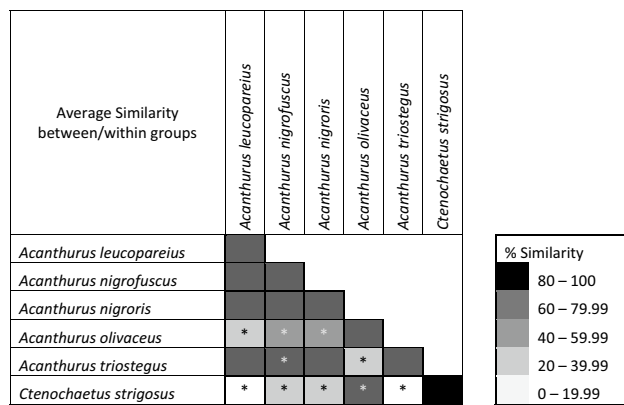 Average Similarity
between/within groups
Acanthurus leucopareius
Acanthurus nigrofuscus
Acanthurus nigroris
Acanthurus olivaceus
Acanthurus triostegus
Ctenochaetus strigosus
Acanthurus leucopareius
Acanthurus nigrofuscus
Acanthurus nigroris
Acanthurus olivaceus
* * *
Acanthurus triostegus
* *
Ctenochaetus strigosus
* * * * *
% Similarity
80 – 100
60 – 79.99
40 – 59.99
20 – 39.99
0 – 19.99